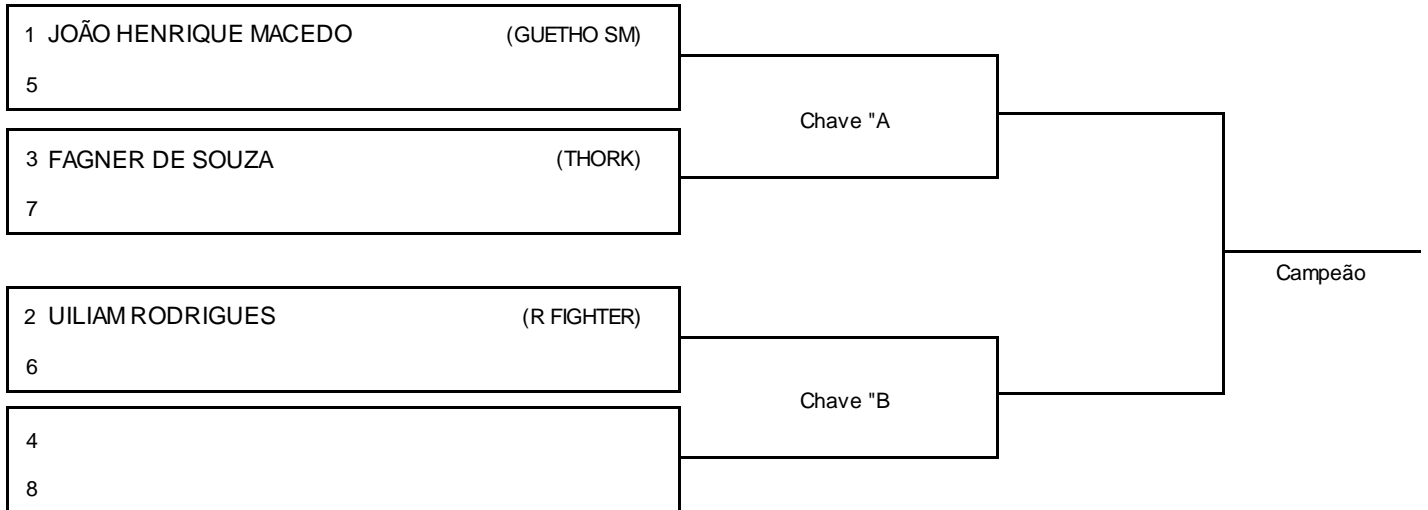 1 JOÃO HENRIQUE MACEDO (GUETHO SM)
5
Chave "A
3 FAGNER DE SOUZA (THORK)
7
Campeão
2 UILIAM RODRIGUES (R FIGHTER)
6
Chave "B
4
8